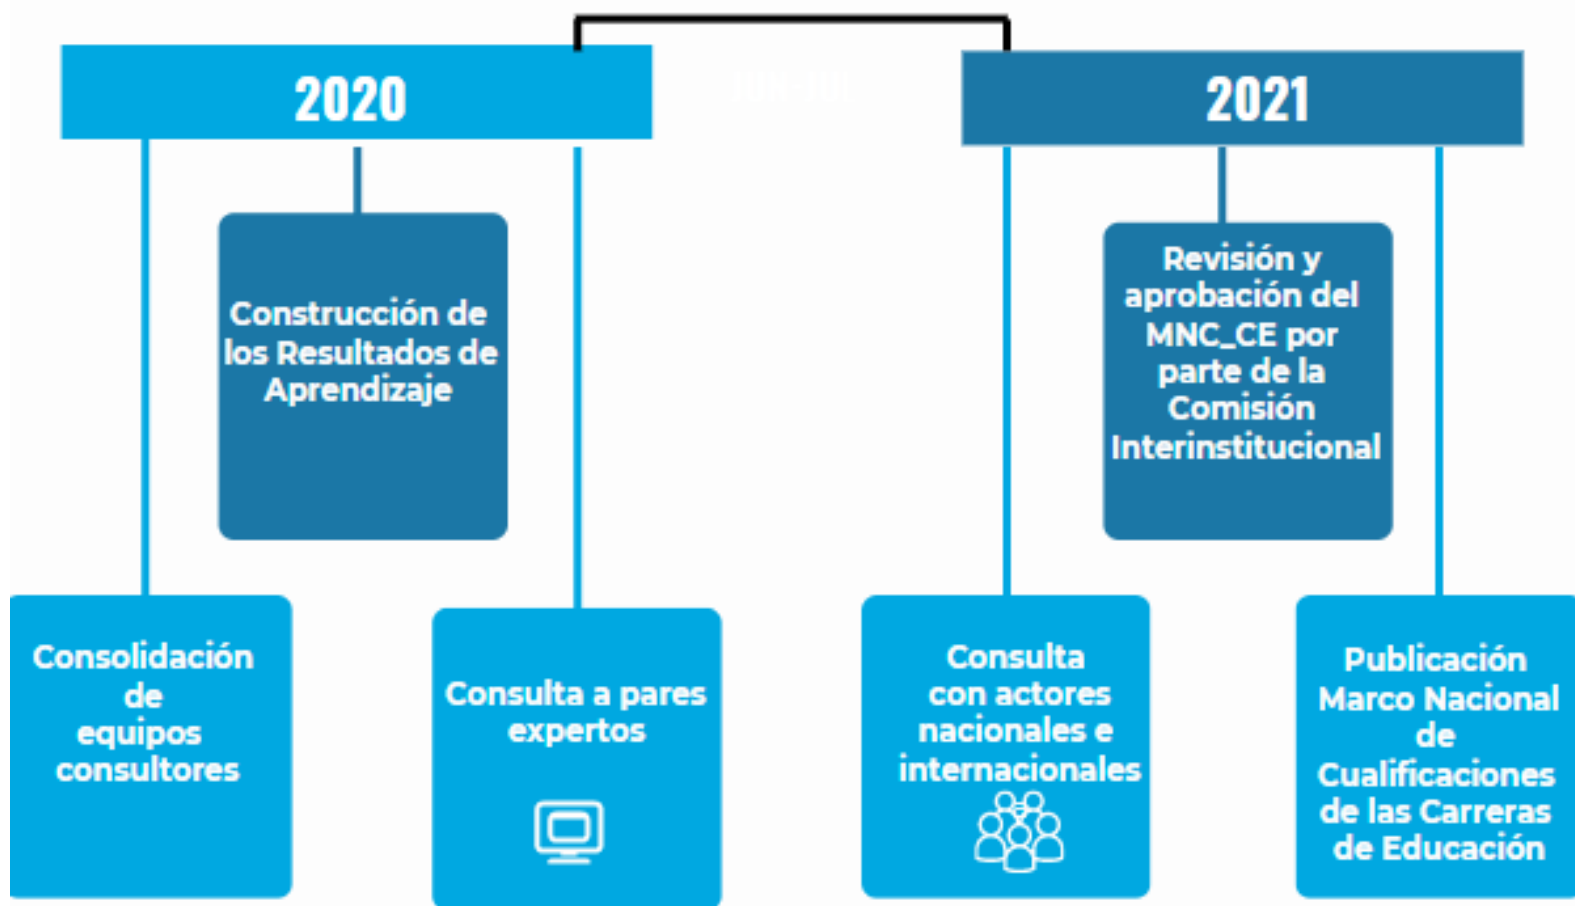 2020
2021
Construcción de
los Resultados de
Aprendizaje
Revisión y
aprobación del
MNC_CE por
parte de la
Comisión
Interinstitucional
Consolidación
de
equipos
consultores
Consulta a pares
expertos
Consulta
con actores
nacionales e
internacionales
Publicación
Marco Nacional
de
Cualificaciones
de las Carreras
de Educación